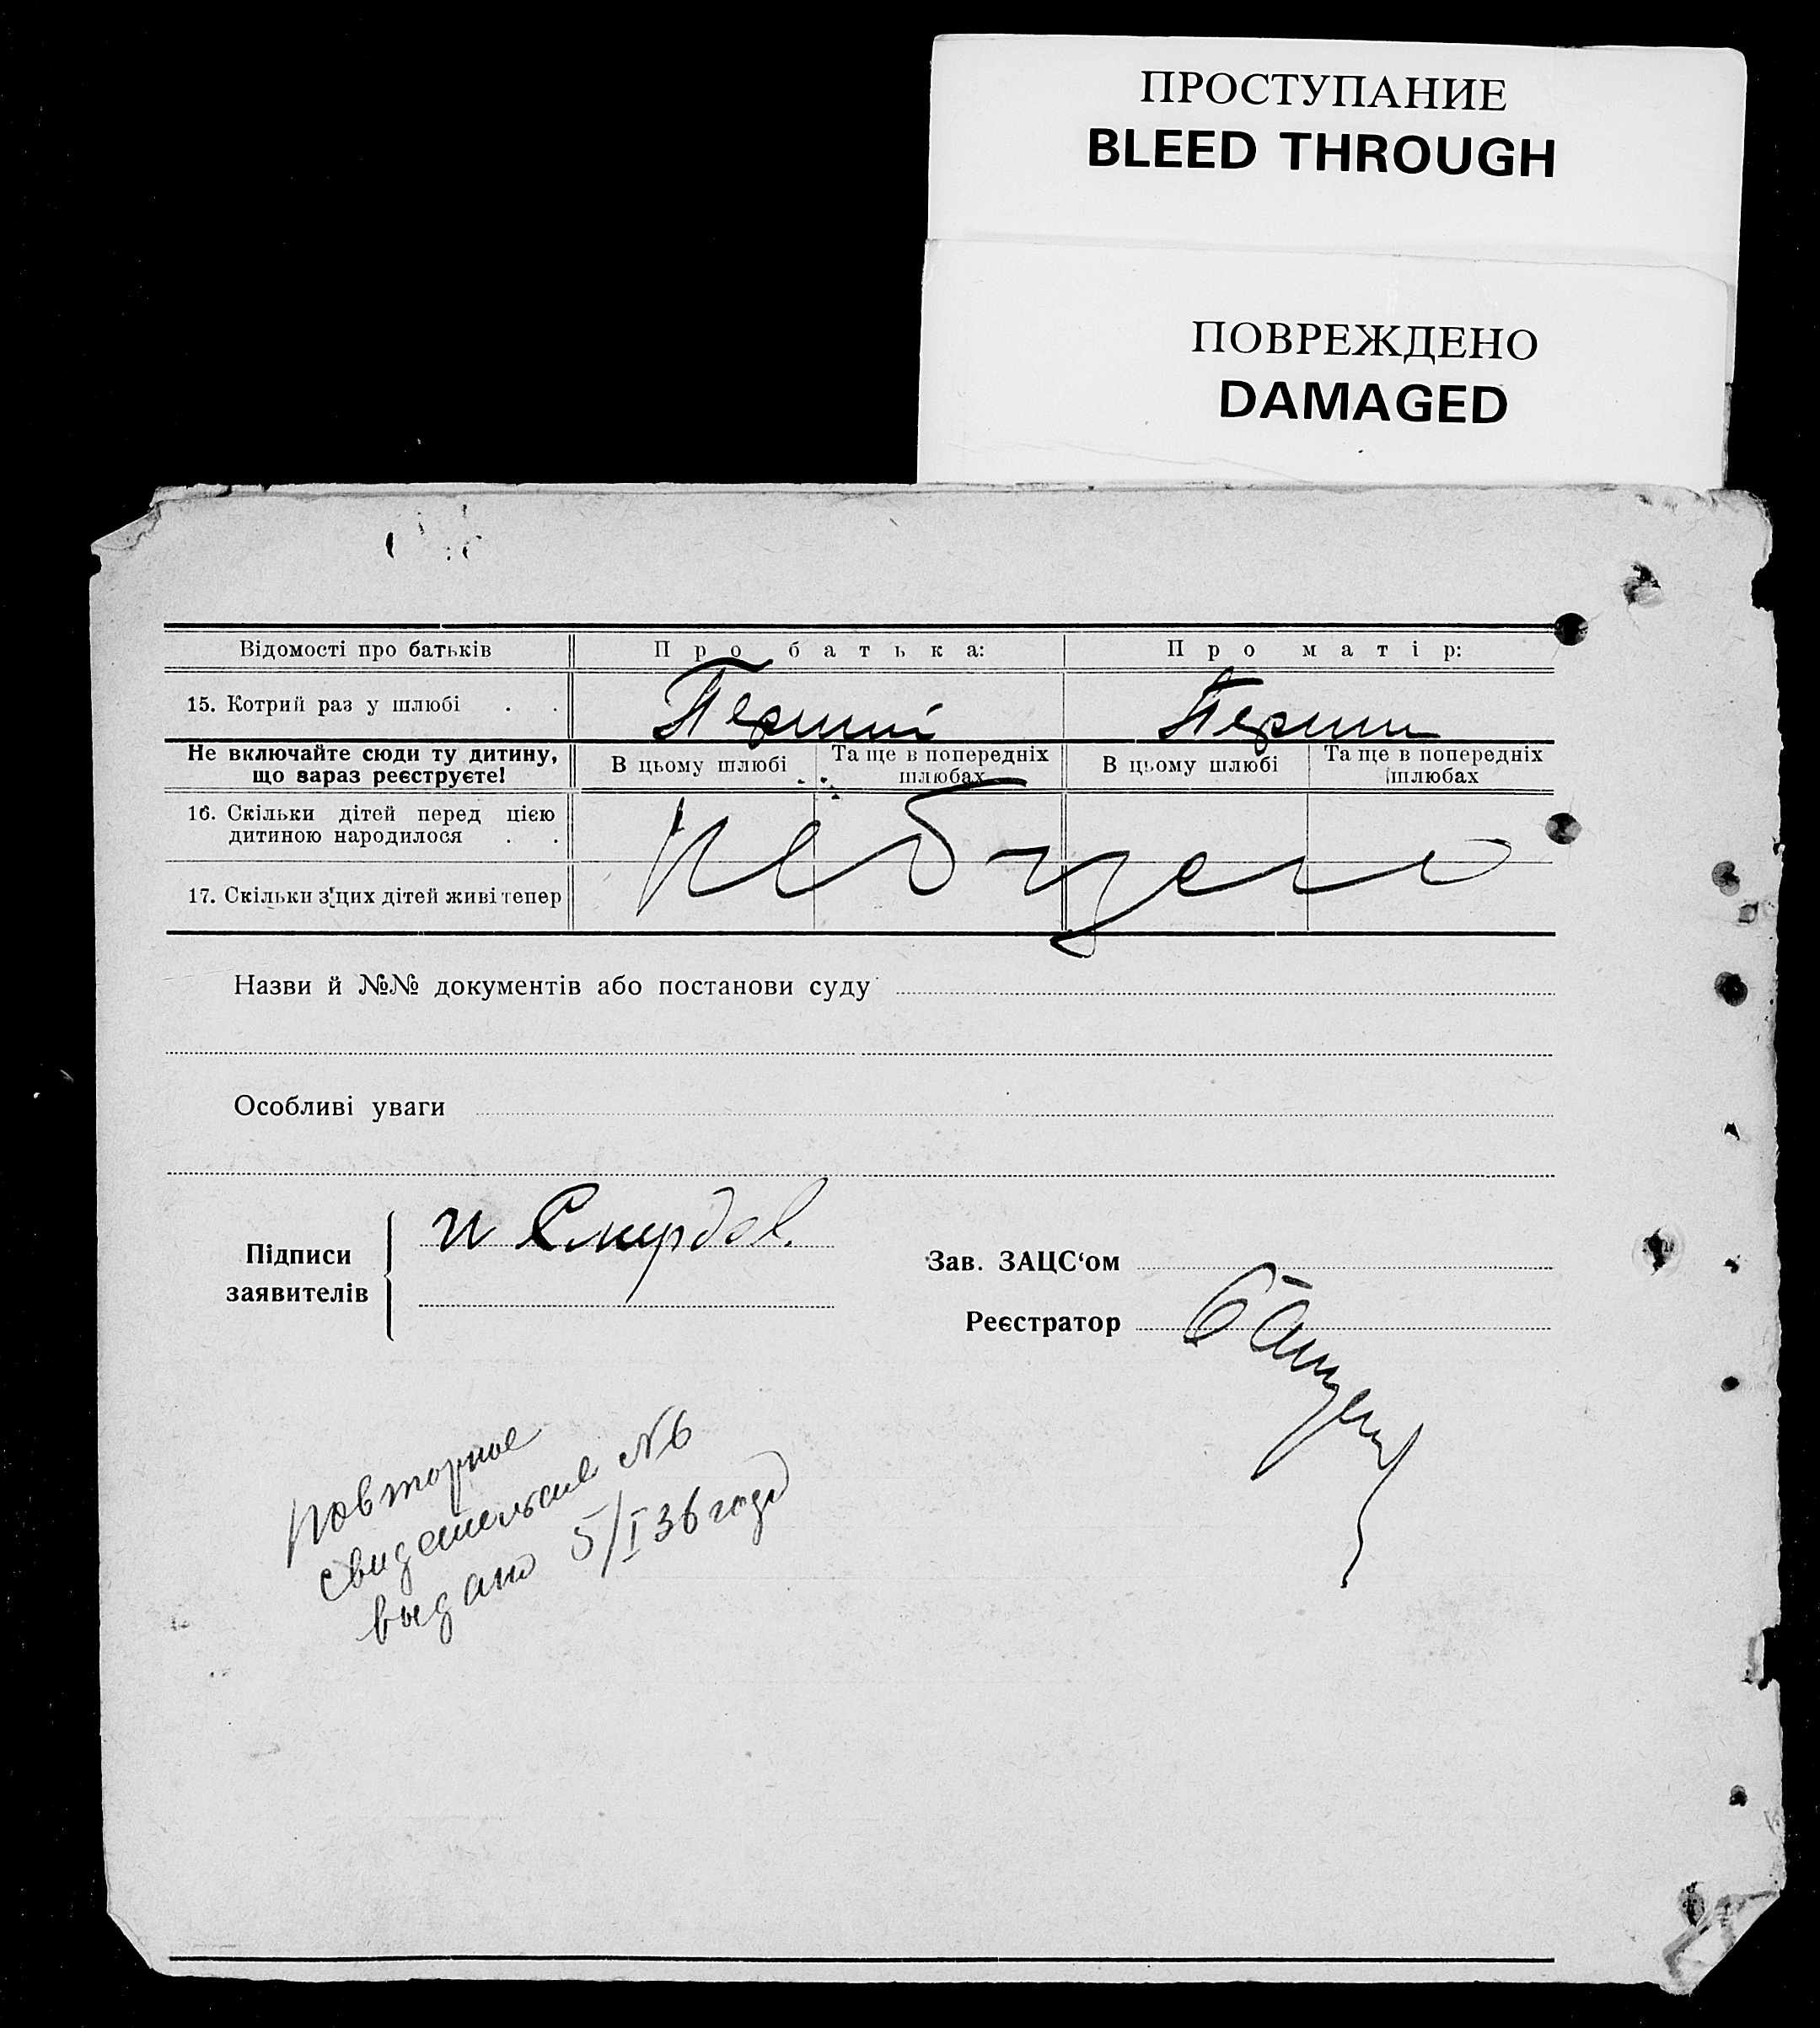 ПРОСТУПАНИЕ
BLEED THROUGH
ПОВРЕЖДЕНО
DAMAGED
Відомості про батьків Про батька: Про матір:
15. Котрий раз у шлюбі . . Перший Перший
Не включайте сюди ту дитину, що зараз реєструєте! В цьому шлюбі Та ще в попередніх шлюбах В цьому шлюбі Та ще в попередніх шлюбах
16. Скільки дітей перед цією
дитиною народилося . .
17. Скільки з цих дітей живі тепер
Назви й №№ документів або постанови суду
Особливі уваги
Підписи
заявителів
Зав. ЗАЦС‘ом
Реєстратор
Повторное
свидетельство №6
выдано 5/I 36 года